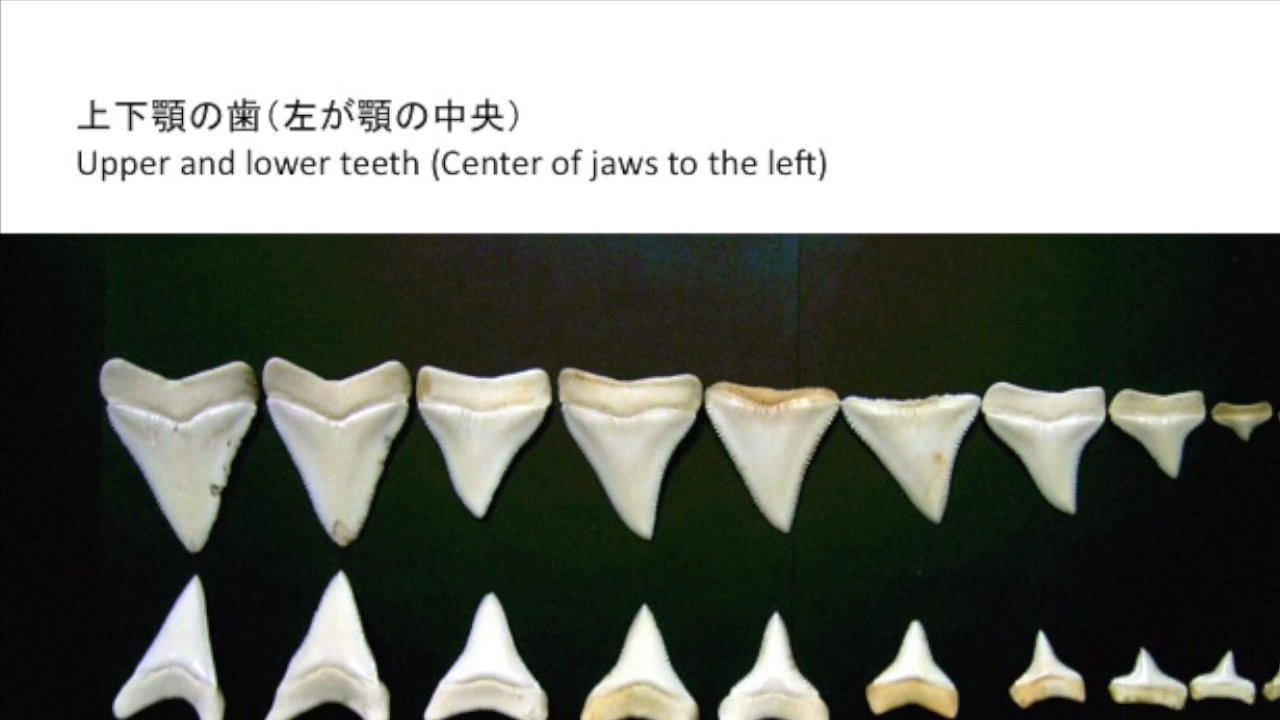 上下顎の歯(左が顎の中央)
Upper and lower teeth (Center of jaws to the left)